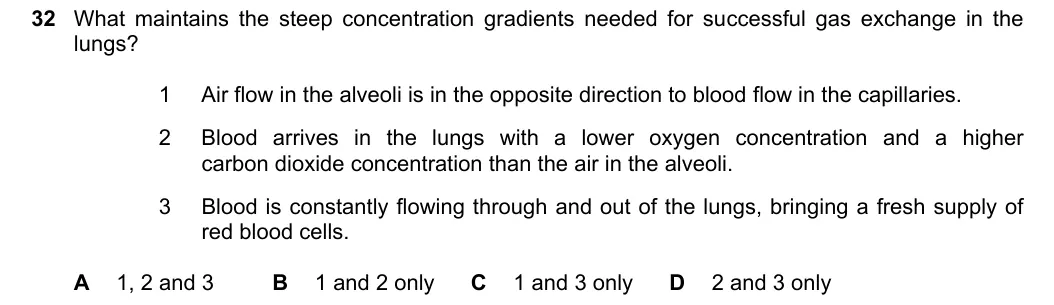 32 What maintains the steep concentration gradients needed for successful gas exchange in the
lungs?
1 Air flow in the alveoli is in the opposite direction to blood flow in the capillaries.
2 Blood arrives in the lungs with a lower oxygen concentration and a higher
carbon dioxide concentration than the air in the alveoli.
3 Blood is constantly flowing through and out of the lungs, bringing a fresh supply of
red blood cells.
A 1, 2 and 3 B 1 and 2 only C 1 and 3 only D 2 and 3 only